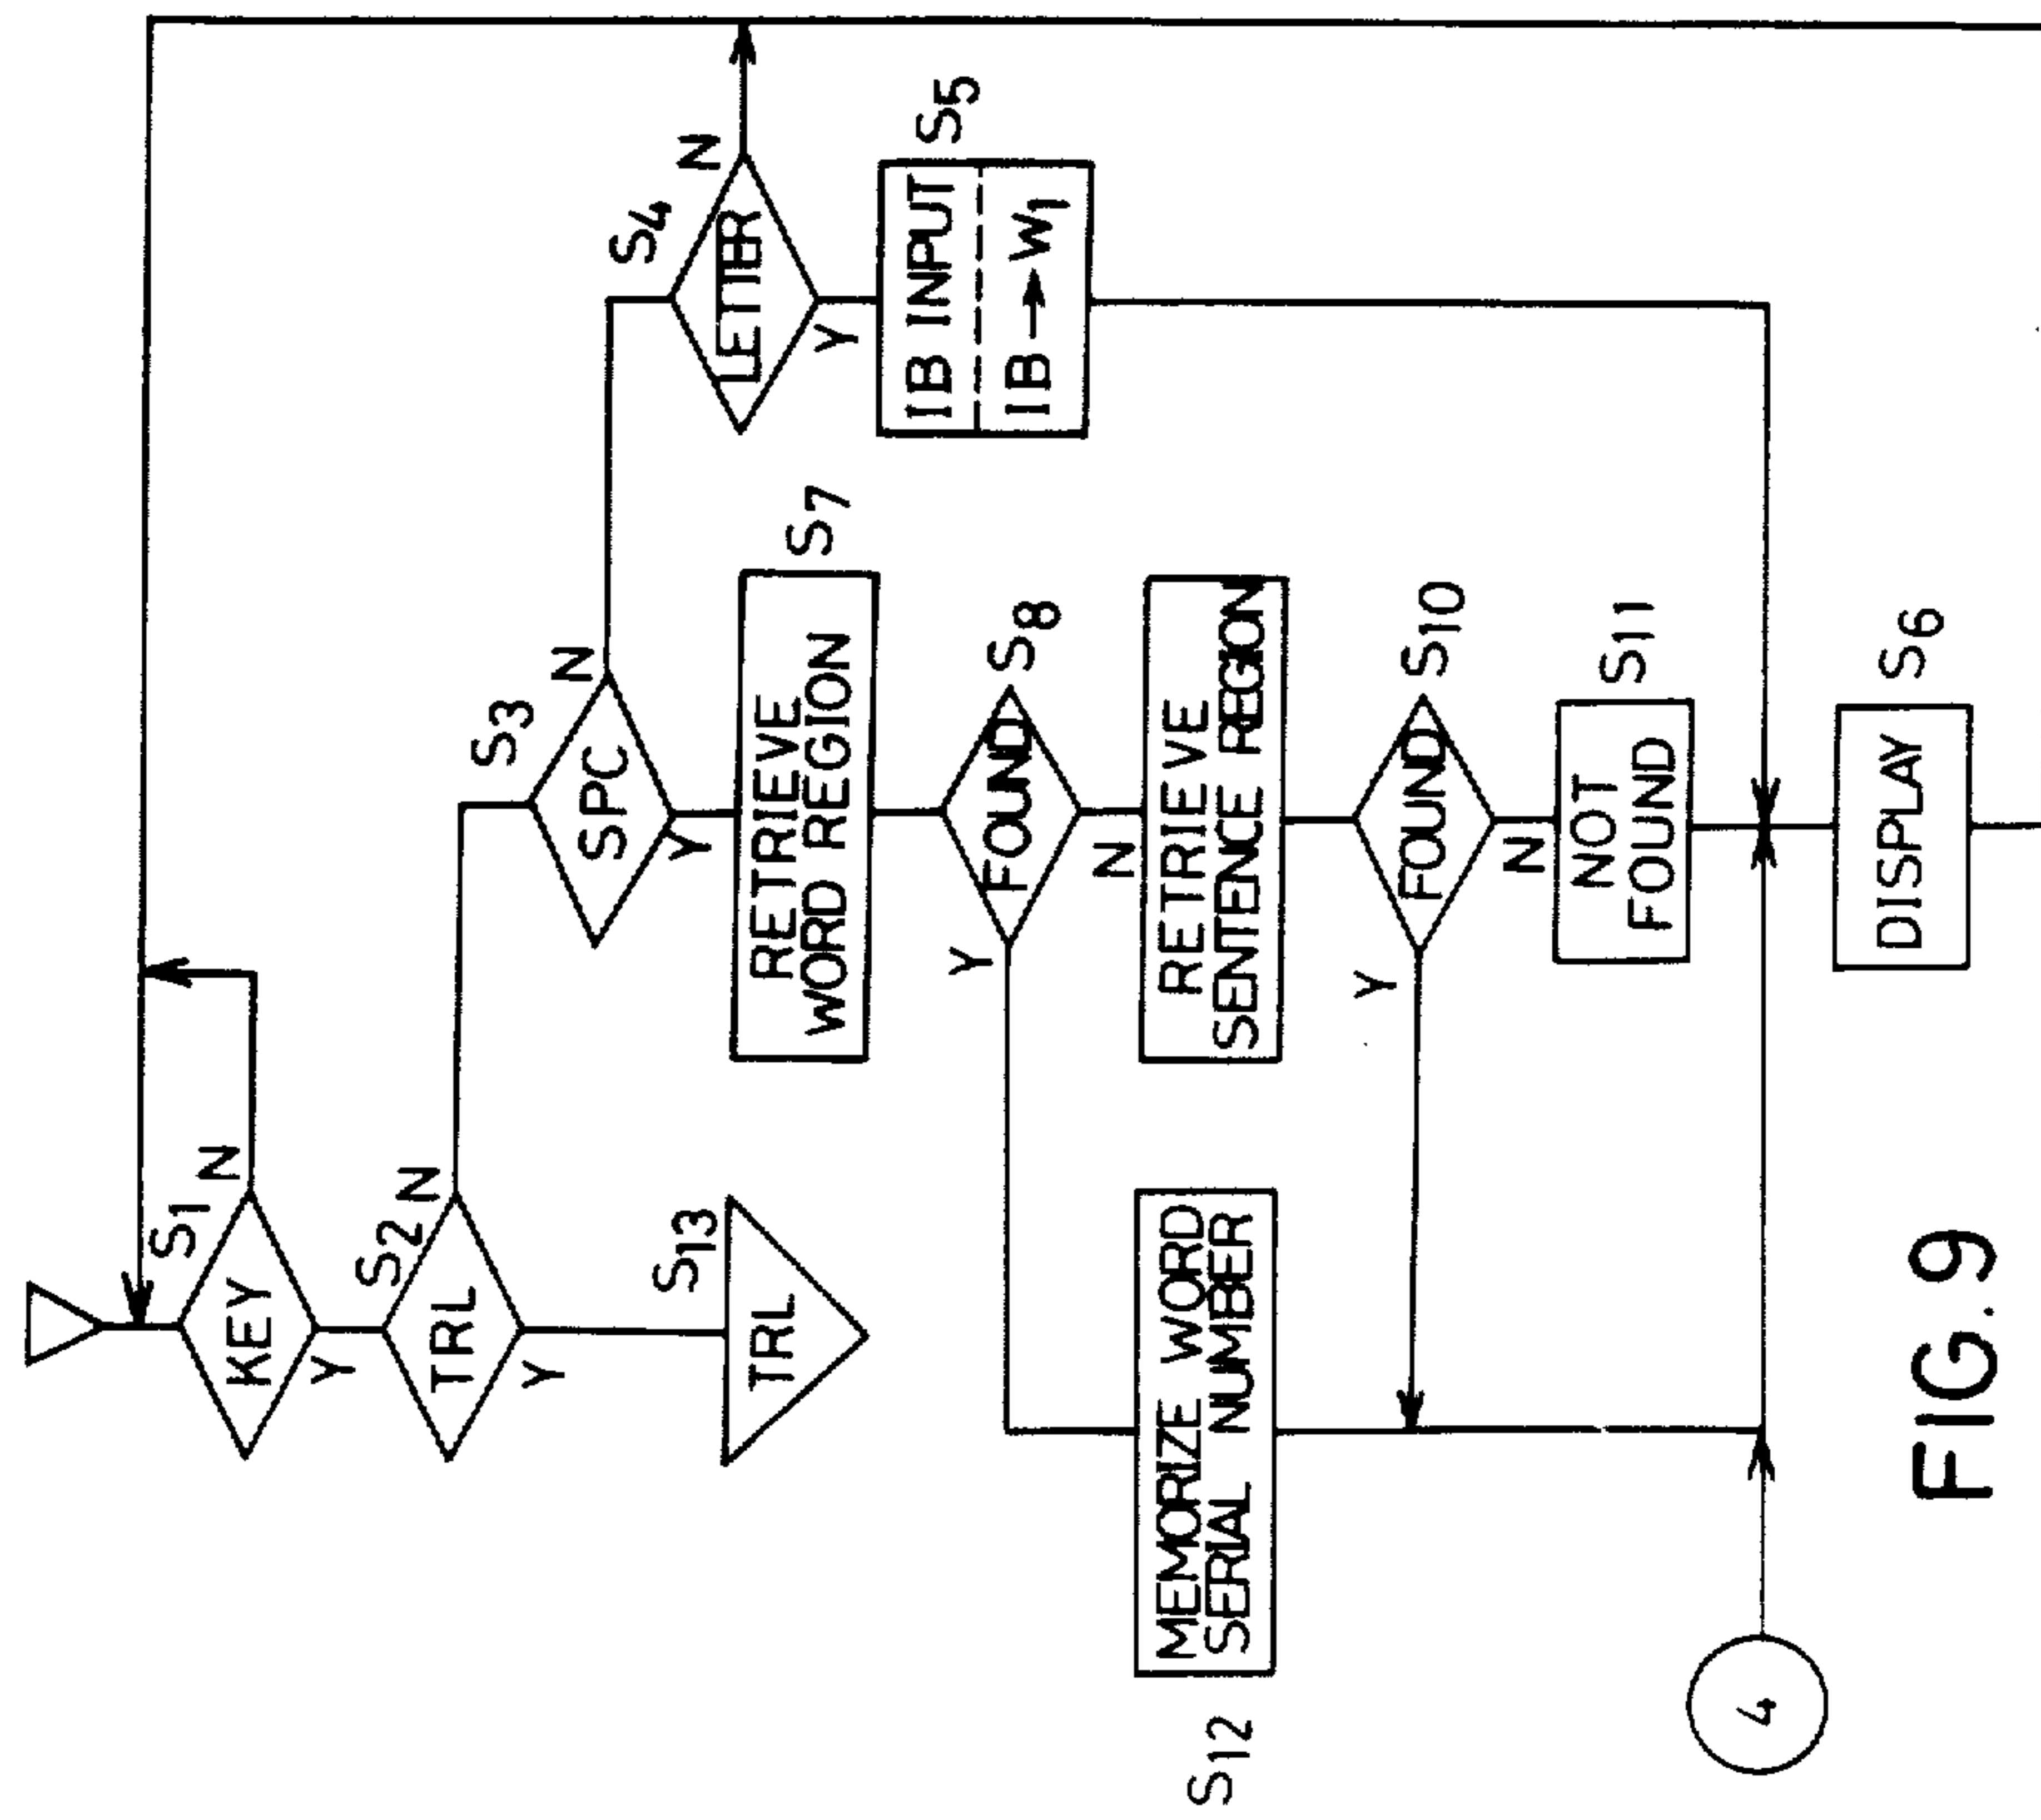 S1
KEY
N
Y
S2
TRL
N
Y
S13
TRL
S3
SPC
N
Y
S4
LETTER
N
Y
S5
IB INPUT
IB→W1
S7
RETRIEVE
WORD REGION
S8
FOUND
Y
N
RETRIEVE
SENTENCE REGION
S10
FOUND
Y
N
S11
NOT
FOUND
S12
MEMORIZE WORD
SERIAL NUMBER
4
S6
DISPLAY
FIG.9